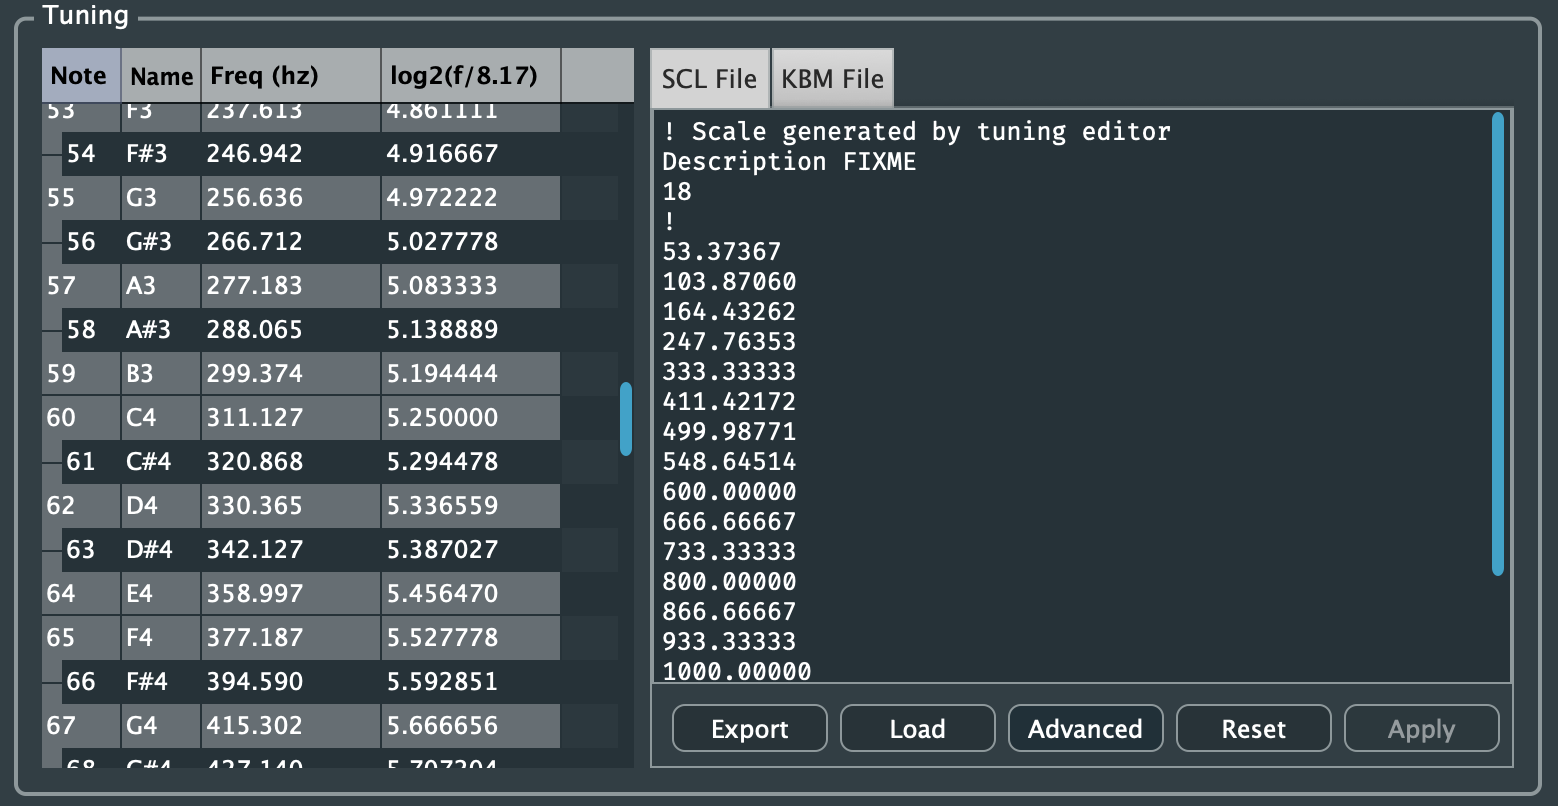 Tuning
Note Name Freq (hz) log2(f/8.17)
53 F3 237.613 4.861111
54 F#3 246.942 4.916667
55 G3 256.636 4.972222
56 G#3 266.712 5.027778
57 A3 277.183 5.083333
58 A#3 288.065 5.138889
59 B3 299.374 5.194444
60 C4 311.127 5.250000
61 C#4 320.868 5.294478
62 D4 330.365 5.336559
63 D#4 342.127 5.387027
64 E4 358.997 5.456470
65 F4 377.187 5.527778
66 F#4 394.590 5.592851
67 G4 415.302 5.666656
68 G#4 427.140 5.707204
SCL File KBM File
! Scale generated by tuning editor
Description FIXME
18
!
53.37367
103.87060
164.43262
247.76353
333.33333
411.42172
499.98771
548.64514
600.00000
666.66667
733.33333
800.00000
866.66667
933.33333
1000.00000
Export Load Advanced Reset Apply